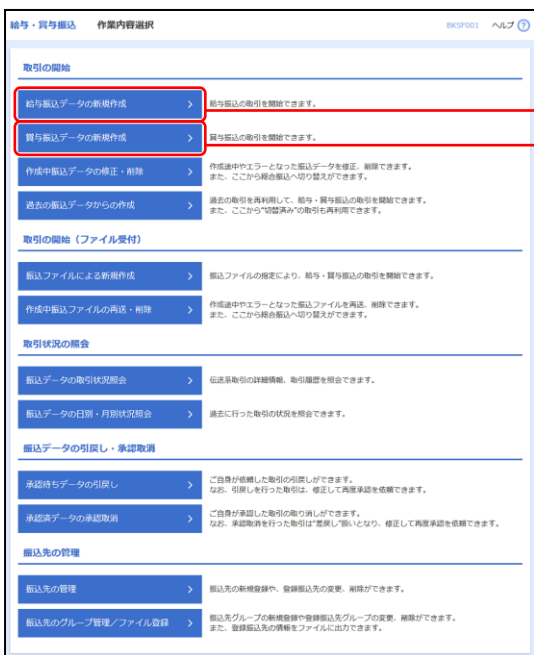 給与・賞与振込 作業内容選択 BKSF001 ヘルプ ?
取引の開始
給与振込データの新規作成 > 給与振込の取引を開始できます。
賞与振込データの新規作成 > 賞与振込の取引を開始できます。
作成中振込データの修正・削除 > 作成途中やエラーとなった振込データを修正、削除できます。
また、ここから総合振込へ切り替えができます。
過去の振込データからの作成 > 過去の取引を再利用して、給与・賞与振込の取引を開始できます。
また、ここから"切替済み"の取引も再利用できます。
取引の開始（ファイル受付）
振込ファイルによる新規作成 > 振込ファイルの指定により、給与・賞与振込の取引を開始できます。
作成中振込ファイルの再送・削除 > 作成途中やエラーとなった振込ファイルを再送、削除できます。
また、ここから総合振込へ切り替えができます。
取引状況の照会
振込データの取引状況照会 > 伝送系取引の詳細情報、取引履歴を照会できます。
振込データの日別・月別状況照会 > 過去に行った取引の状況を照会できます。
振込データの引戻し・承認取消
承認待ちデータの引戻し > ご自身が依頼した取引の引戻しができます。
なお、引戻しを行った取引は、修正して再度承認を依頼できます。
承認済データの承認取消 > ご自身が承認した取引の取り消しができます。
なお、承認取消を行った取引は"差戻し"扱いとなり、修正して再度承認を依頼できます。
振込先の管理
振込先の管理 > 振込先の新規登録や、登録振込先の変更、削除ができます。
振込先のグループ管理／ファイル登録 > 振込先グループの新規登録や登録振込先グループの変更、削除ができます。
また、登録振込先の情報をファイルに出力できます。